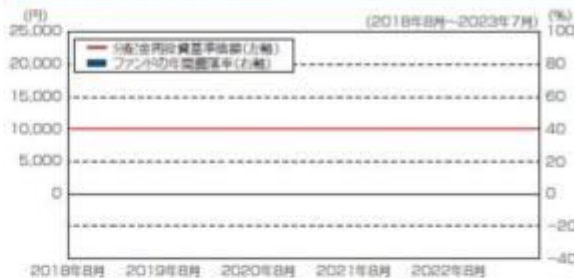 (円)
(2018年8月～2023年7月)
(%)
25,000
100
分配金再投資基準価額(左軸)
ファンドの年間騰落率(右軸)
20,000
80
15,000
60
10,000
40
5,000
20
0
0
-20
-40
2018年8月
2019年8月
2020年8月
2021年8月
2022年8月